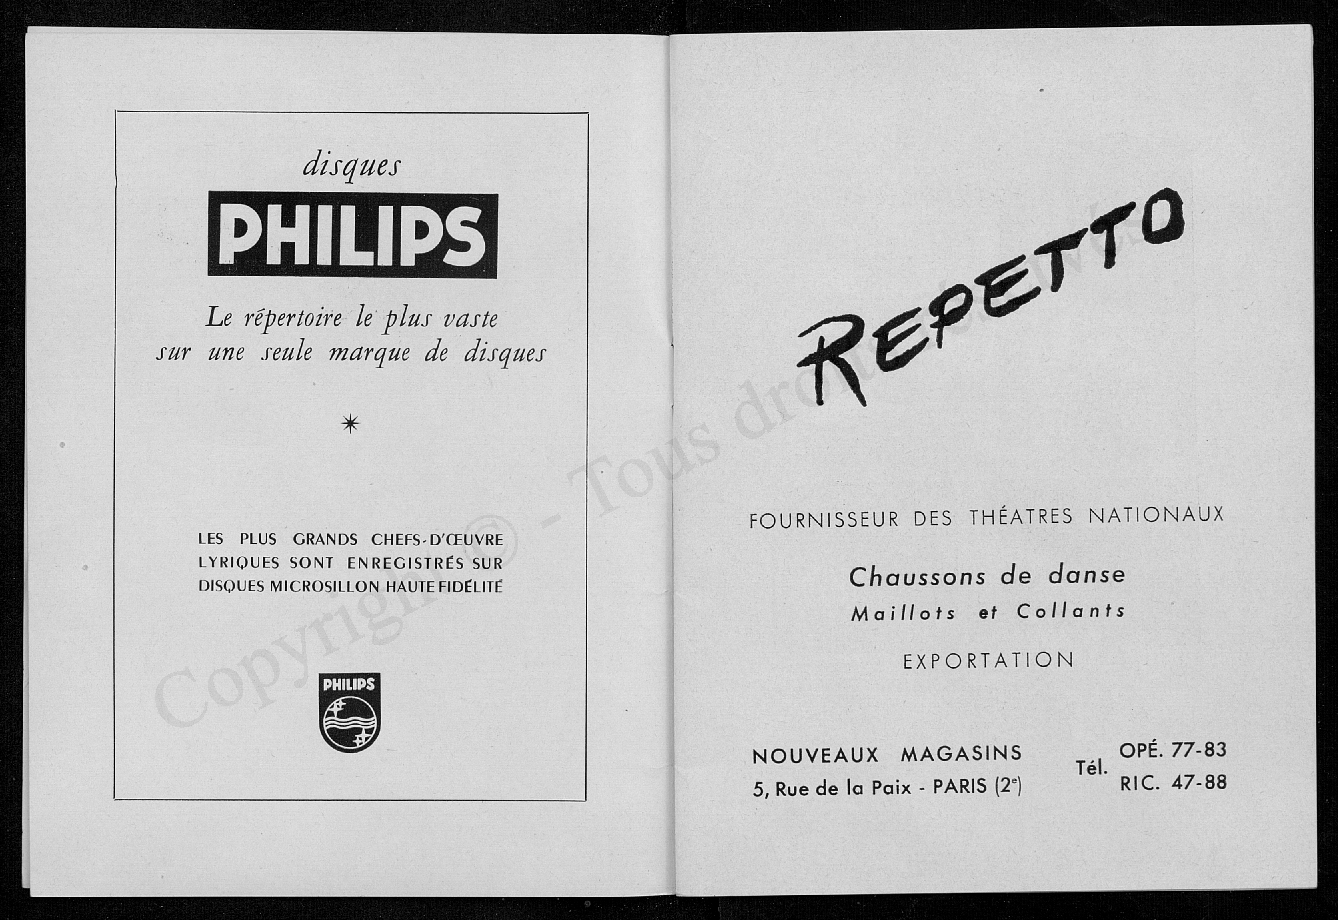 disques
PHILIPS
Le répertoire le plus vaste
sur une seule marque de disques
LES PLUS GRANDS CHEFS-D'ŒUVRE
LYRIQUES SONT ENREGISTRÉS SUR
DISQUES MICROSILLON HAUTE FIDÉLITÉ
PHILIPS
REPETTO
FOURNISSEUR DES THÉATRES NATIONAUX
Chaussons de danse
Maillots et Collants
EXPORTATION
NOUVEAUX MAGASINS
5, Rue de la Paix - PARIS (2e)
Tél. OPÉ. 77-83
RIC. 47-88
Copyright © - Tous droits